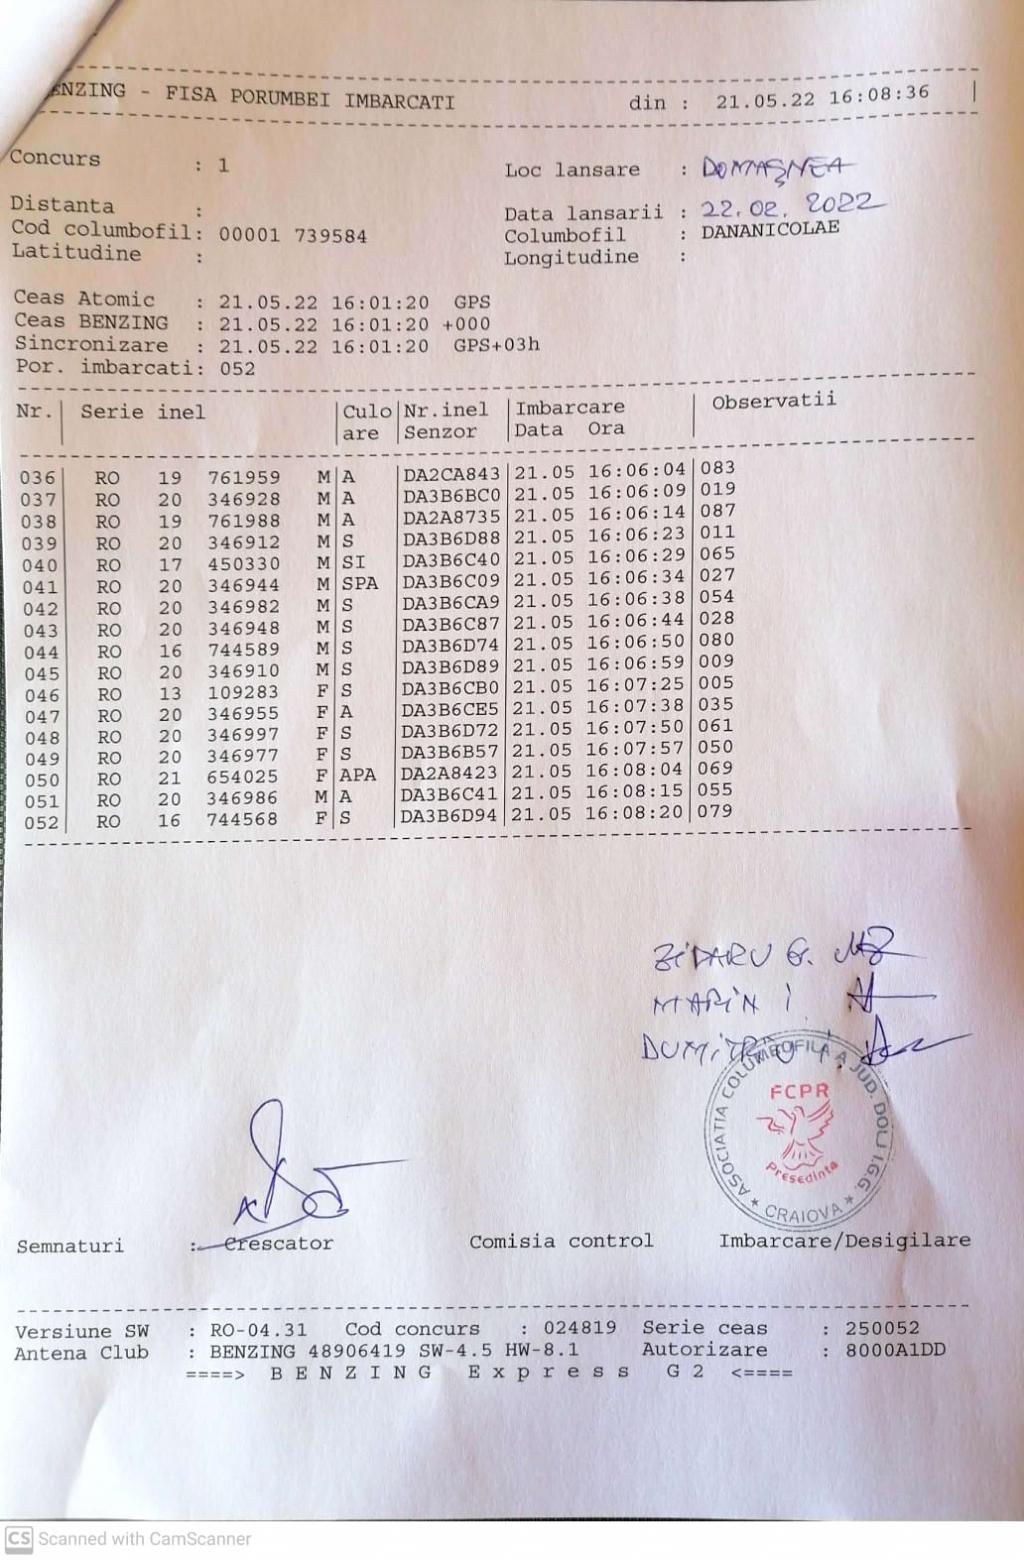 ENZING - FISA PORUMBEI IMBARCATI din : 21.05.22 16:08:36
Concurs : 1 Loc lansare : DOMAȘNEA
Distanta : Data lansarii : 22.02.2022
Cod columbofil: 00001 739584 Columbofil : DANANICOLAE
Latitudine : Longitudine :
Ceas Atomic : 21.05.22 16:01:20 GPS
Ceas BENZING : 21.05.22 16:01:20 +000
Sincronizare : 21.05.22 16:01:20 GPS+03h
Por. imbarcati: 052
Nr.| Serie inel |Culo|Nr.inel |Imbarcare | Observatii
| |are |Senzor |Data Ora |
036| RO 19 761959 M|A |DA2CA843|21.05 16:06:04|083
037| RO 20 346928 M|A |DA3B6BC0|21.05 16:06:09|019
038| RO 19 761988 M|A |DA2A8735|21.05 16:06:14|087
039| RO 20 346912 M|S |DA3B6D88|21.05 16:06:23|011
040| RO 17 450330 M|SI |DA3B6C40|21.05 16:06:29|065
041| RO 20 346944 M|SPA |DA3B6C09|21.05 16:06:34|027
042| RO 20 346982 M|S |DA3B6CA9|21.05 16:06:38|054
043| RO 20 346948 M|S |DA3B6C87|21.05 16:06:44|028
044| RO 16 744589 M|S |DA3B6D74|21.05 16:06:50|080
045| RO 20 346910 M|S |DA3B6D89|21.05 16:06:59|009
046| RO 13 109283 F|S |DA3B6CB0|21.05 16:07:25|005
047| RO 20 346955 F|A |DA3B6CE5|21.05 16:07:38|035
048| RO 20 346997 F|S |DA3B6D72|21.05 16:07:50|061
049| RO 20 346977 F|S |DA3B6B57|21.05 16:07:57|050
050| RO 21 654025 F|APA |DA2A8423|21.05 16:08:04|069
051| RO 20 346986 M|A |DA3B6C41|21.05 16:08:15|055
052| RO 16 744568 F|S |DA3B6D94|21.05 16:08:20|079
ZIDARU G.
MARIN I
DUMITRU I.
ASOCIATIA COLUMBOFILA A JUD. DOLJ I.G.G.
FCPR
Presedinte
* CRAIOVA *
Semnaturi : Crescator Comisia control Imbarcare/Desigilare
Versiune SW : RO-04.31 Cod concurs : 024819 Serie ceas : 250052
Antena Club : BENZING 48906419 SW-4.5 HW-8.1 Autorizare : 8000A1DD
====> B E N Z I N G E x p r e s s G 2 <====
CS Scanned with CamScanner